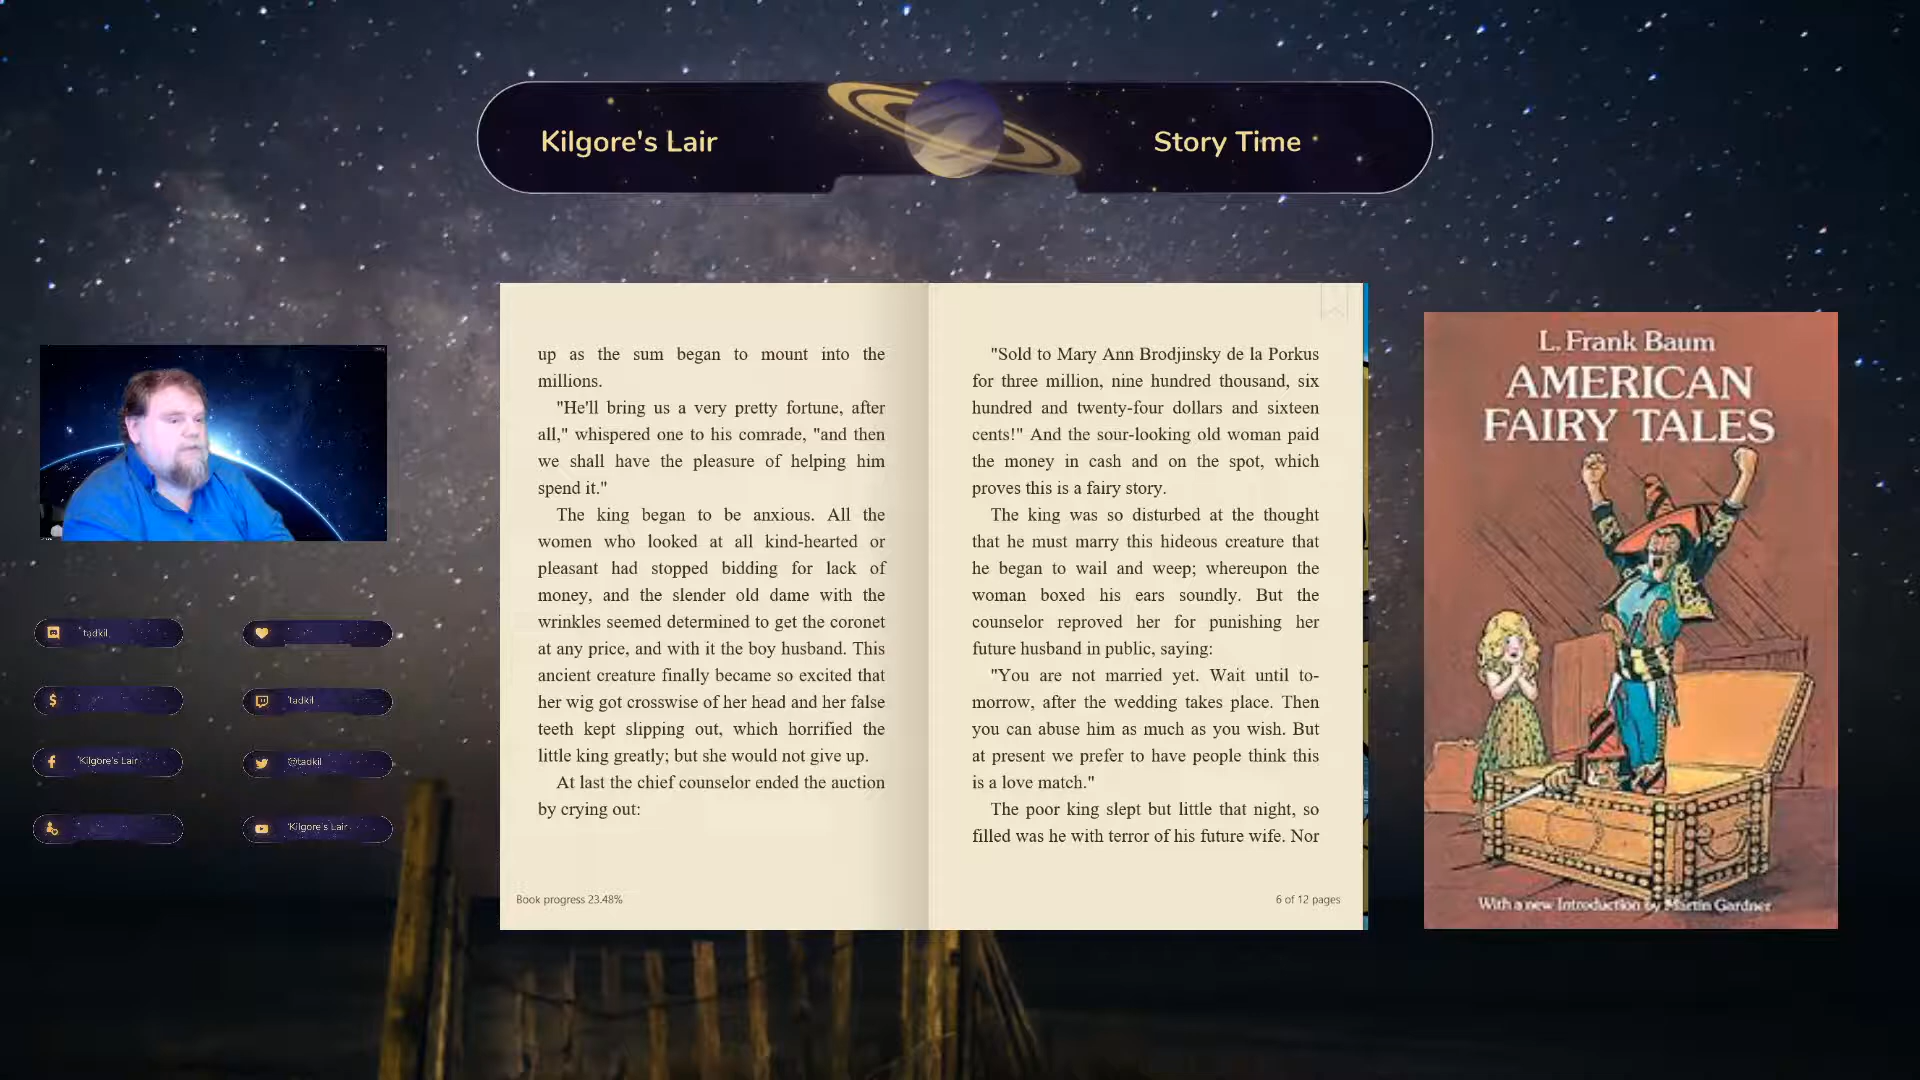 Kilgore's Lair
Story Time
up as the sum began to mount into the
millions.
"He'll bring us a very pretty fortune, after
all," whispered one to his comrade, "and then
we shall have the pleasure of helping him
spend it."
The king began to be anxious. All the
women who looked at all kind-hearted or
pleasant had stopped bidding for lack of
money, and the slender old dame with the
wrinkles seemed determined to get the coronet
at any price, and with it the boy husband. This
ancient creature finally became so excited that
her wig got crosswise of her head and her false
teeth kept slipping out, which horrified the
little king greatly; but she would not give up.
At last the chief counselor ended the auction
by crying out:
Book progress 23.48%
"Sold to Mary Ann Brodjinsky de la Porkus
for three million, nine hundred thousand, six
hundred and twenty-four dollars and sixteen
cents!" And the sour-looking old woman paid
the money in cash and on the spot, which
proves this is a fairy story.
The king was so disturbed at the thought
that he must marry this hideous creature that
he began to wail and weep; whereupon the
woman boxed his ears soundly. But the
counselor reproved her for punishing her
future husband in public, saying:
"You are not married yet. Wait until to-
morrow, after the wedding takes place. Then
you can abuse him as much as you wish. But
at present we prefer to have people think this
is a love match."
The poor king slept but little that night, so
filled was he with terror of his future wife. Nor
6 of 12 pages
L. Frank Baum
AMERICAN
FAIRY TALES
With a new Introduction by Martin Gardner
tadkil
tadkil
Kilgore's Lair
@tadkil
Kilgore's Lair